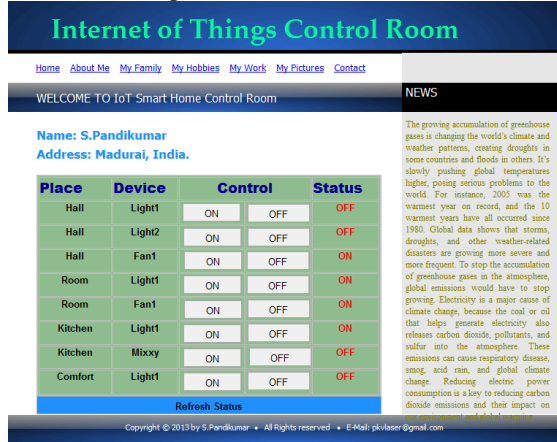 Internet of Things Control Room
Home About Me My Family My Hobbies My Work My Pictures Contact
WELCOME TO IoT Smart Home Control Room
Name: S.Pandikumar
Address: Madurai, India.
Place Device Control Status
Hall Light1 ON OFF OFF
Hall Light2 ON OFF OFF
Hall Fan1 ON OFF ON
Room Light1 ON OFF ON
Room Fan1 ON OFF ON
Kitchen Light1 ON OFF ON
Kitchen Mixxy ON OFF OFF
Comfort Light1 ON OFF OFF
Refresh Status
NEWS
The growing accumulation of greenhouse
gases is changing the world's climate and
weather patterns, creating droughts in
some countries and floods in others. It's
slowly pushing global temperatures
higher, posing serious problems to the
world. For instance, 2005 was the
warmest year on record, and the 10
warmest years have all occurred since
1980. Global data shows that storms,
droughts, and other weather-related
disasters are growing more severe and
more frequent. To stop the accumulation
of greenhouse gases in the atmosphere,
global emissions would have to stop
growing. Electricity is a major cause of
climate change, because the coal or oil
that helps generate electricity also
releases carbon dioxide, pollutants, and
sulfur into the atmosphere. These
emissions can cause respiratory disease,
smog, acid rain, and global climate
change. Reducing electric power
consumption is a key to reducing carbon
dioxide emissions and their impact on
Copyright © 2013 by S.Pandikumar • All Rights reserved • E-Mail: pkvlaser@gmail.com